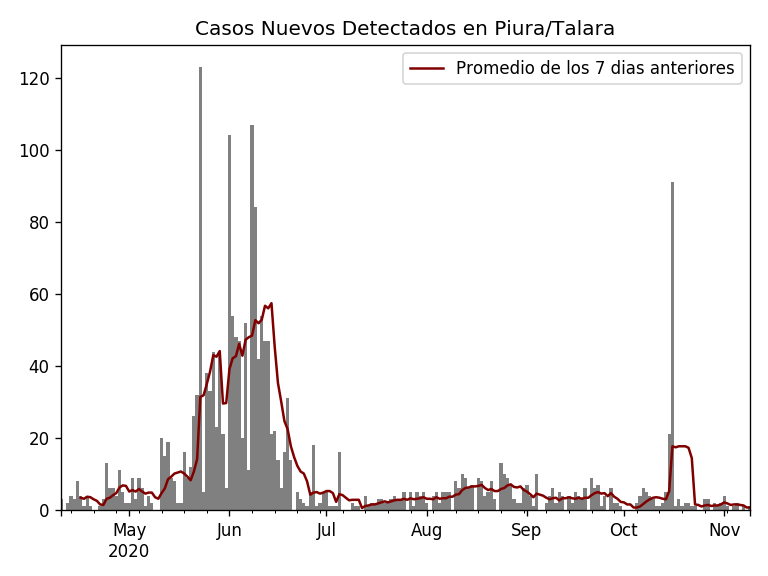 Casos Nuevos Detectados en Piura/Talara
Promedio de los 7 dias anteriores
120
100
80
60
40
20
0
May Jun Jul Aug Sep Oct Nov
2020